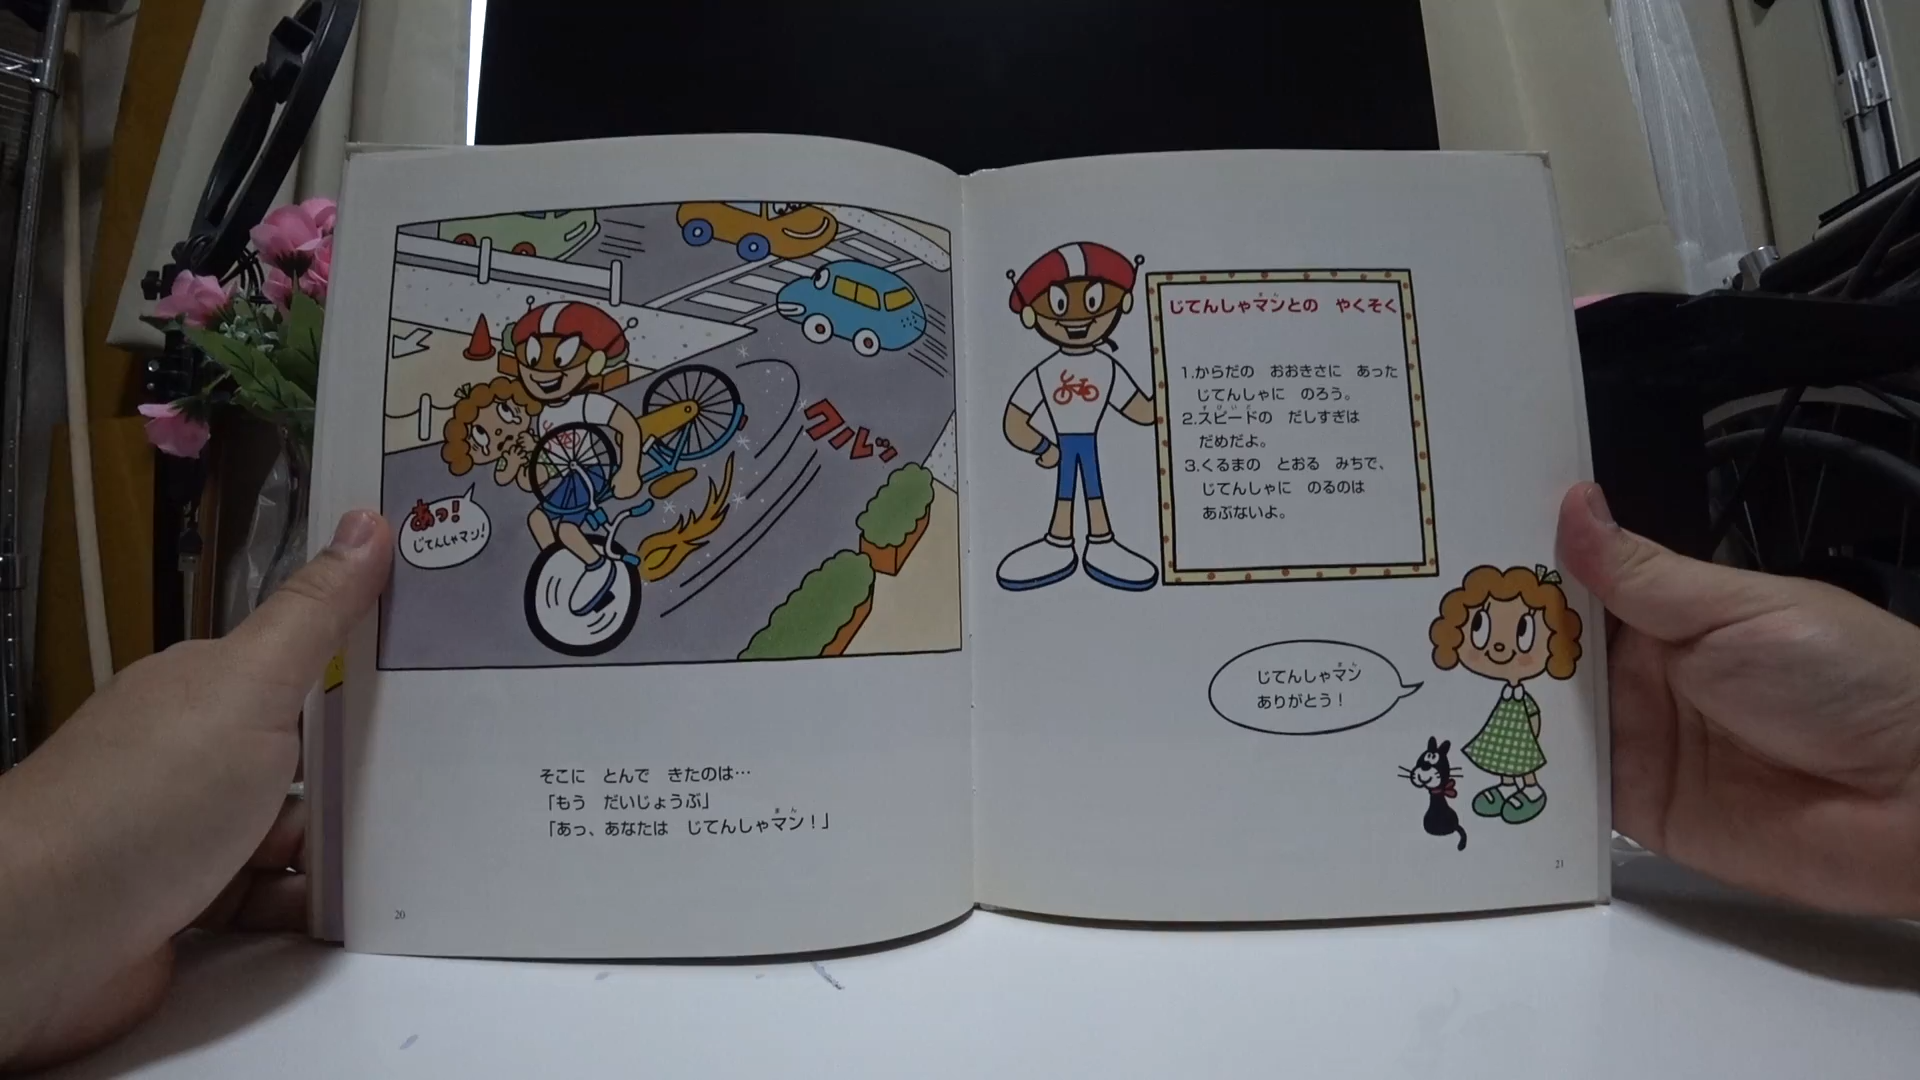 クルッ
あっ!
じてんしゃマン!
そこに とんで きたのは…
「もう だいじょうぶ」
「あっ、あなたは じてんしゃマン!」
20
じてんしゃマンとの やくそく
1.からだの おおきさに あった
じてんしゃに のろう。
2.スピードの だしすぎは
だめだよ。
3.くるまの とおる みちで、
じてんしゃに のるのは
あぶないよ。
じてんしゃマン
ありがとう!
21